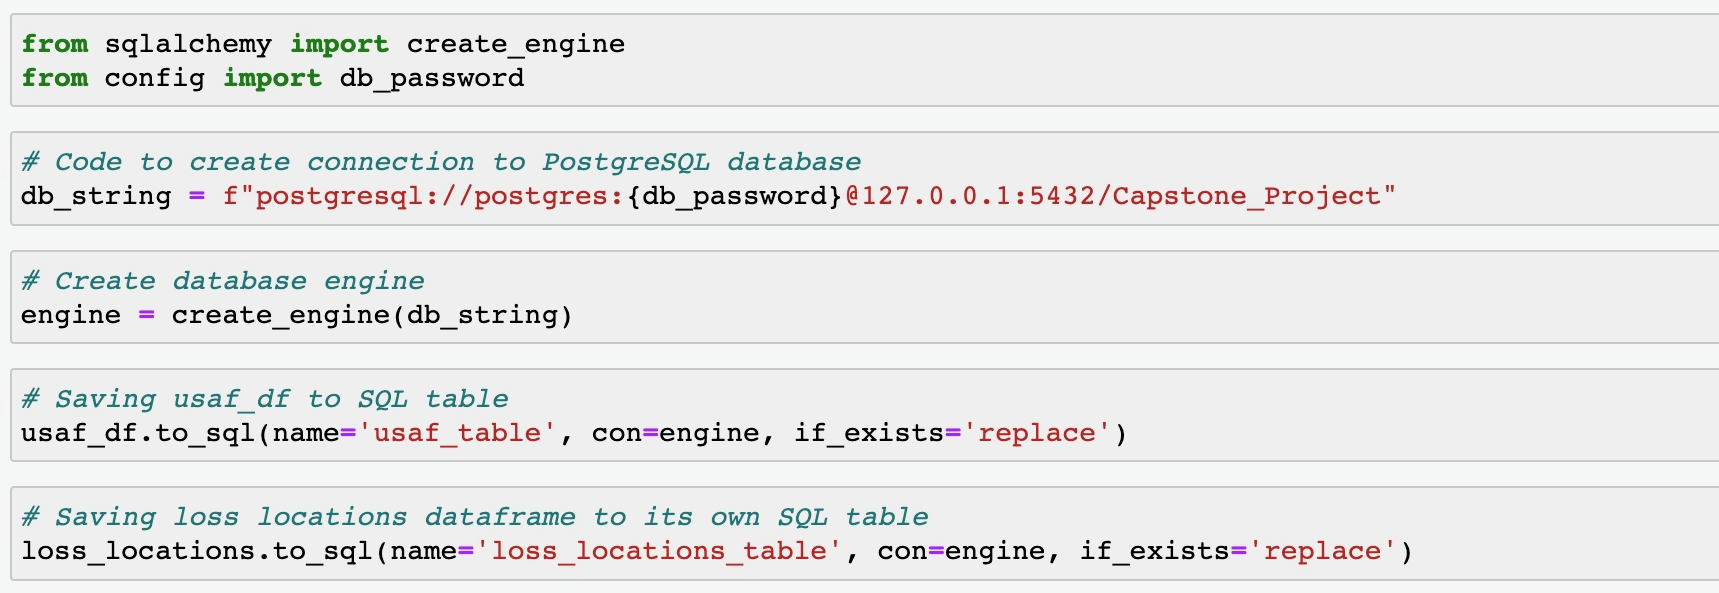 from sqlalchemy import create_engine
from config import db_password
# Code to create connection to PostgreSQL database
db_string = f"postgresql://postgres:{db_password}@127.0.0.1:5432/Capstone_Project"
# Create database engine
engine = create_engine(db_string)
# Saving usaf_df to SQL table
usaf_df.to_sql(name='usaf_table', con=engine, if_exists='replace')
# Saving loss locations dataframe to its own SQL table
loss_locations.to_sql(name='loss_locations_table', con=engine, if_exists='replace')